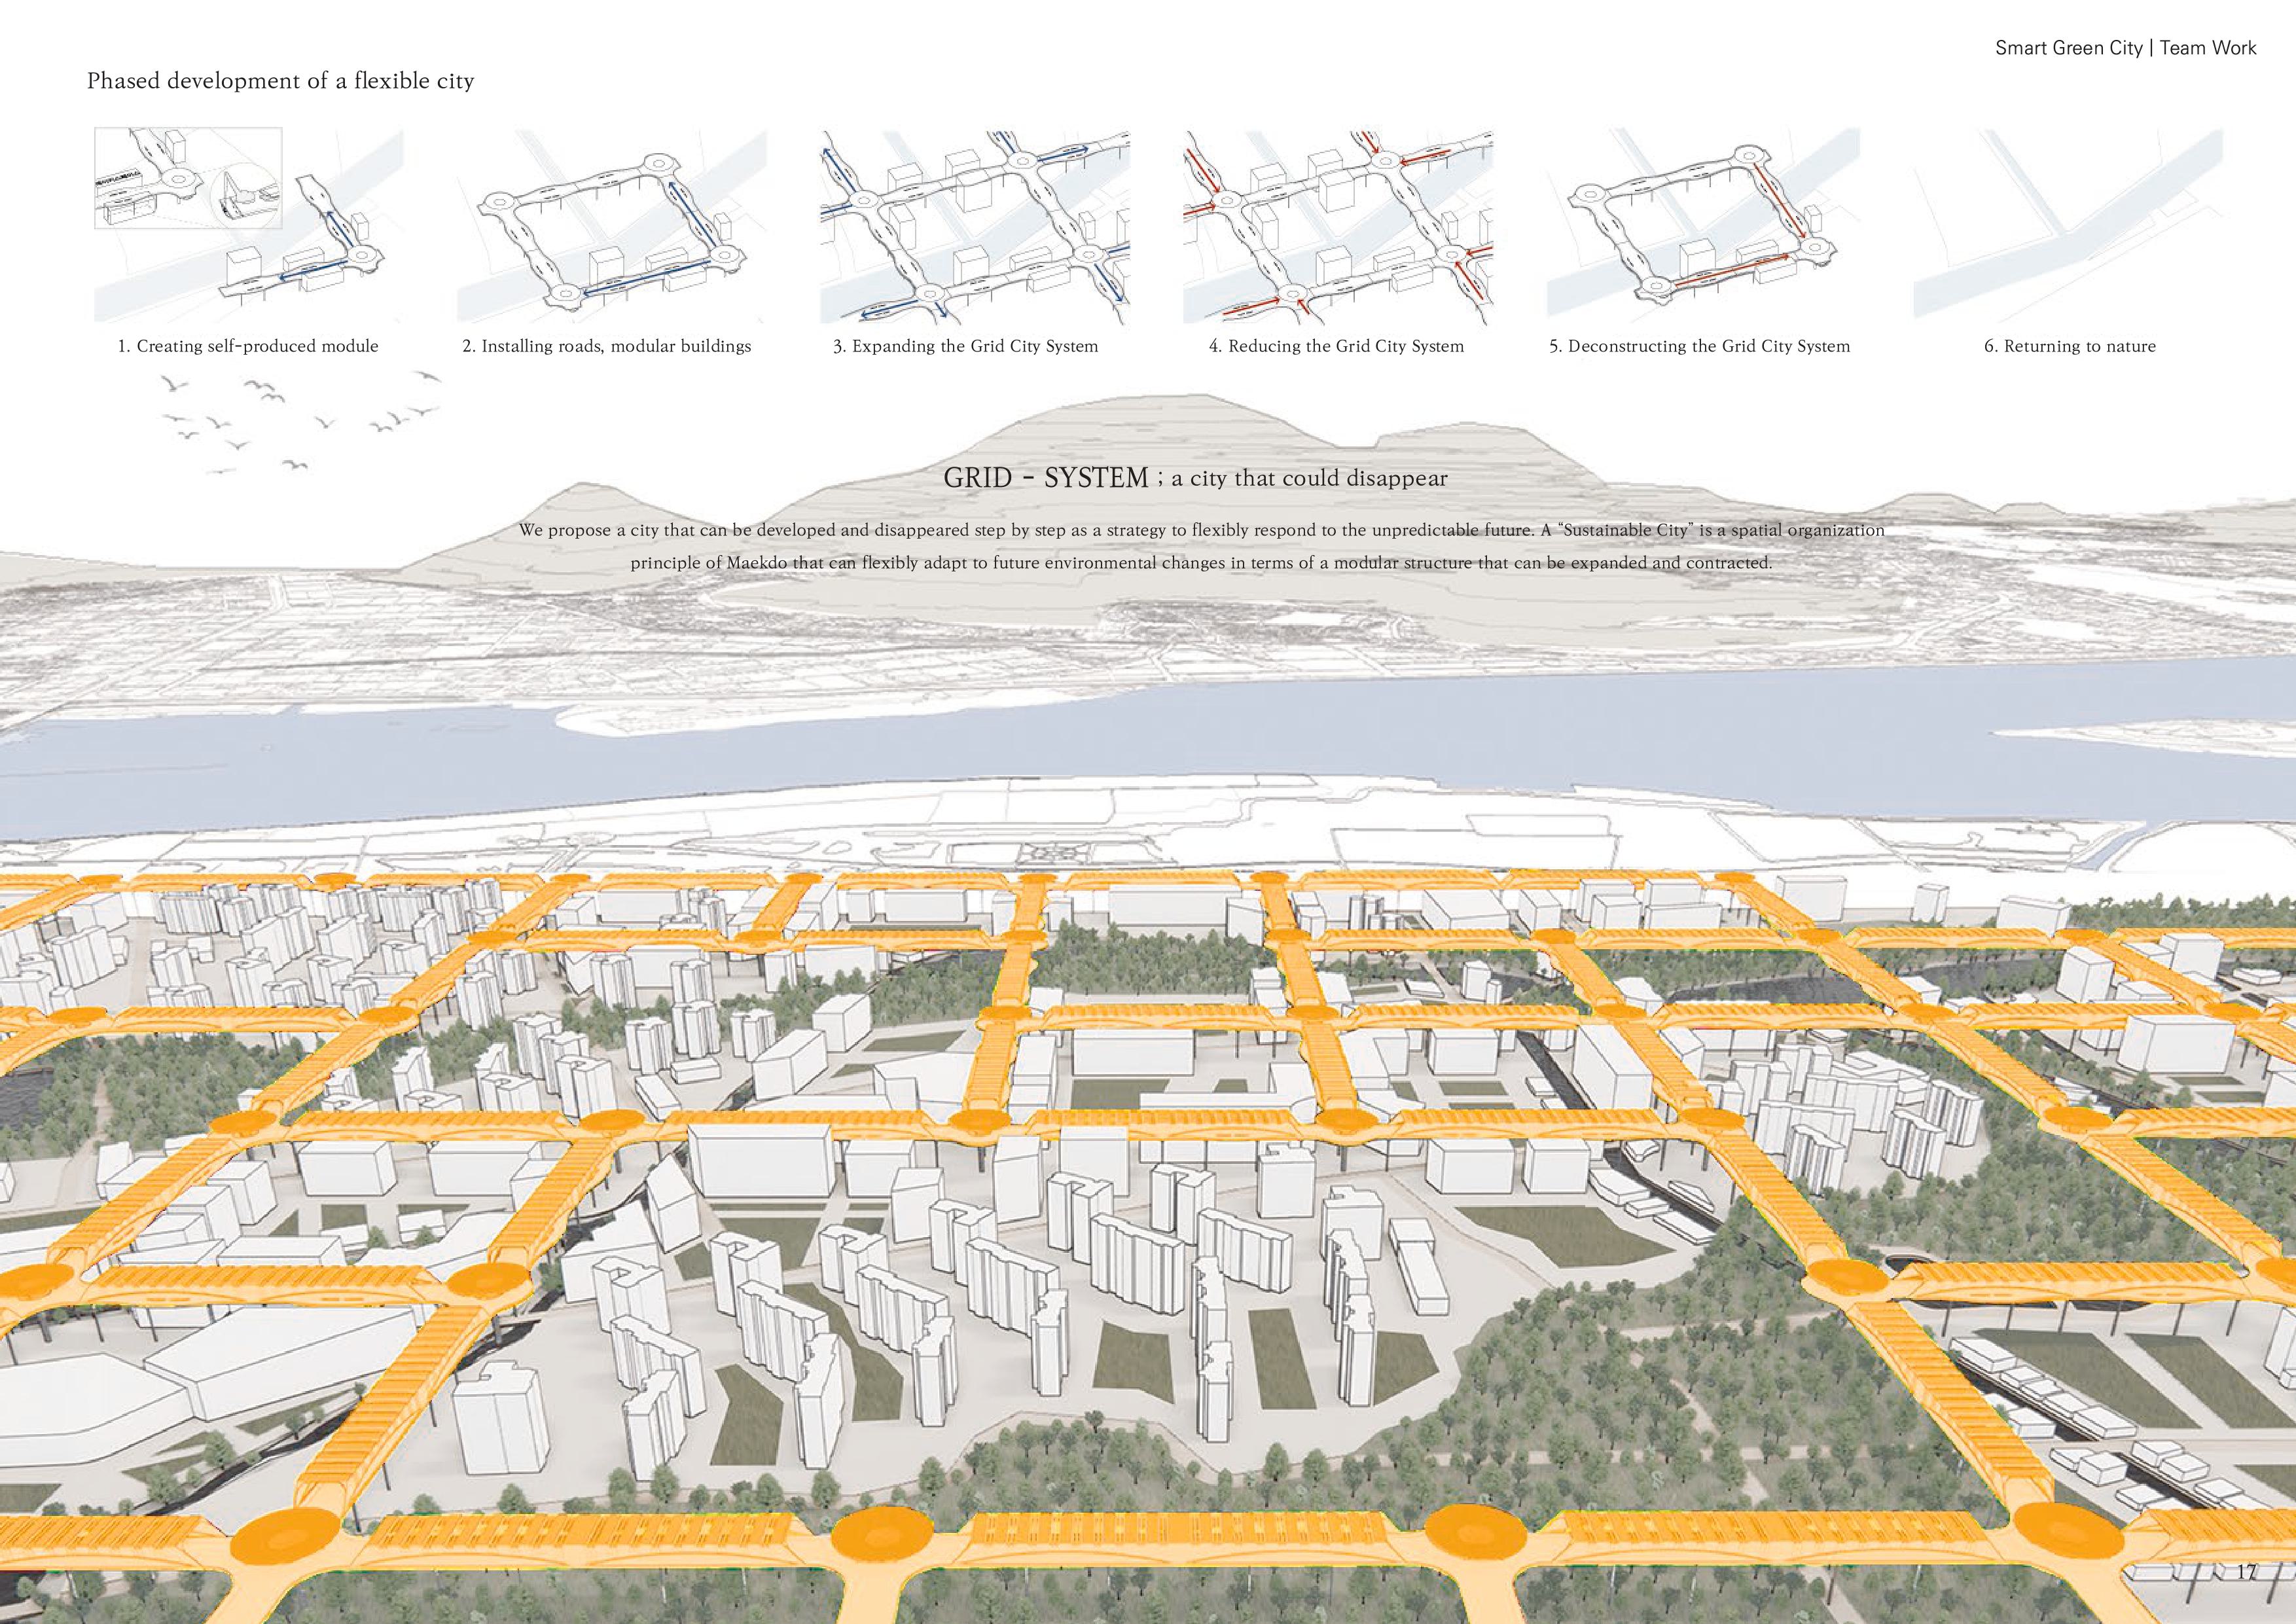 Smart Green City | Team Work
Phased development of a flexible city
1. Creating self-produced module
2. Installing roads, modular buildings
3. Expanding the Grid City System
4. Reducing the Grid City System
5. Deconstructing the Grid City System
6. Returning to nature
GRID - SYSTEM ; a city that could disappear
We propose a city that can be developed and disappeared step by step as a strategy to flexibly respond to the unpredictable future. A “Sustainable City” is a spatial organization
principle of Maekdo that can flexibly adapt to future environmental changes in terms of a modular structure that can be expanded and contracted.
17